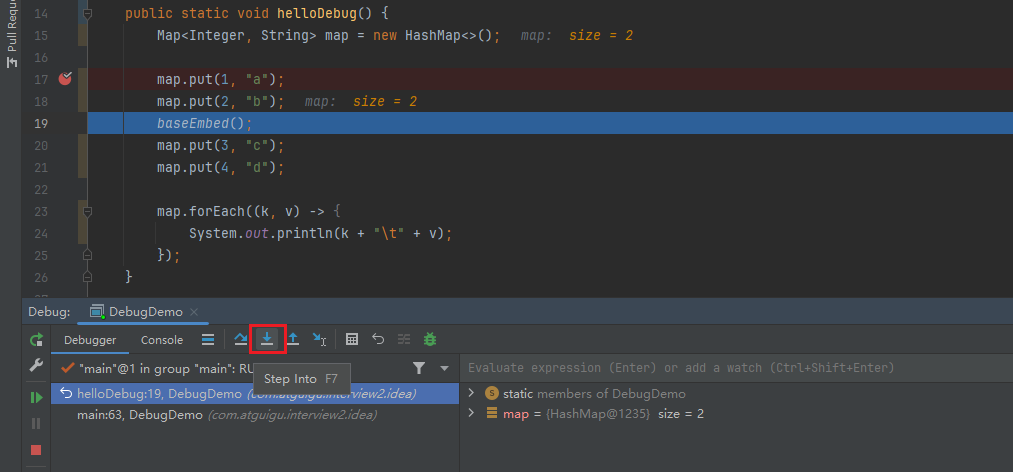 Pull Requ
14 public static void helloDebug() {
15 Map<Integer, String> map = new HashMap<>(); map: size = 2
16
17 map.put(1, "a");
18 map.put(2, "b"); map: size = 2
19 baseEmbed();
20 map.put(3, "c");
21 map.put(4, "d");
22
23 map.forEach((k, v) -> {
24 System.out.println(k + "\t" + v);
25 });
26 }
Debug: DebugDemo
Debugger Console
"main"@1 in group "main": RU
Step Into F7
helloDebug:19, DebugDemo (com.atguigu.interview2.idea)
main:63, DebugDemo (com.atguigu.interview2.idea)
Evaluate expression (Enter) or add a watch (Ctrl+Shift+Enter)
S static members of DebugDemo
map = {HashMap@1235} size = 2